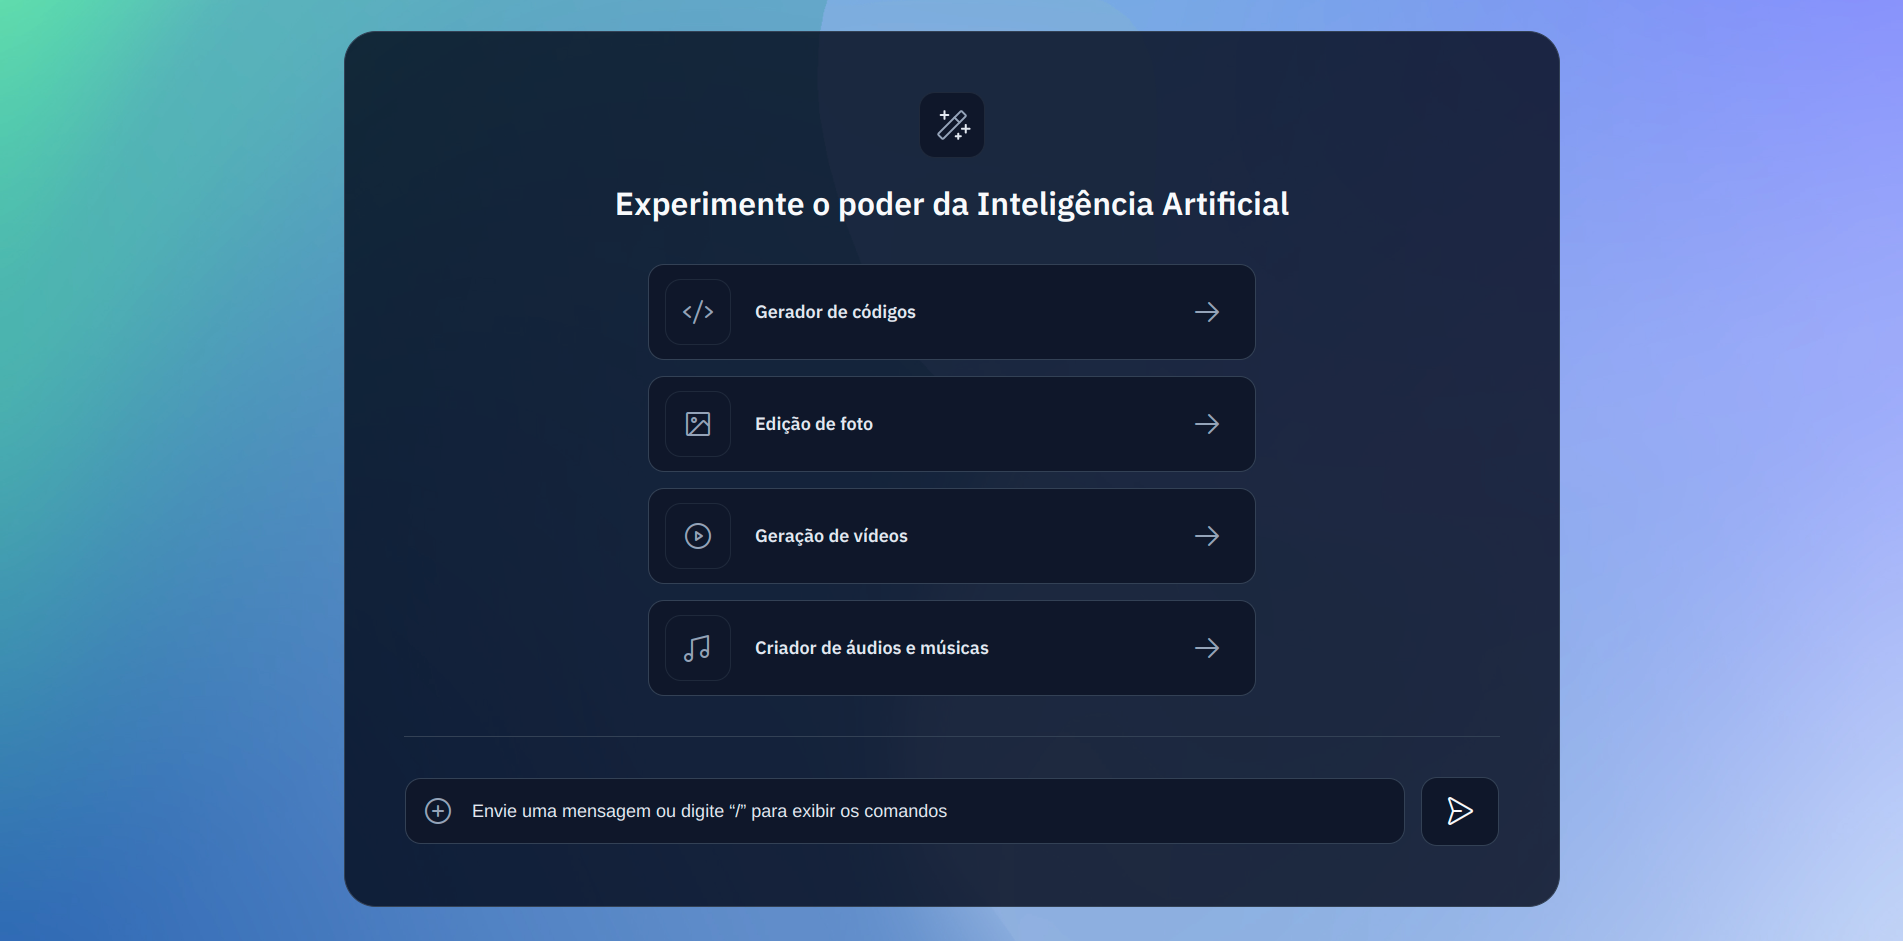 Experimente o poder da Inteligência Artificial
Gerador de códigos
Edição de foto
Geração de vídeos
Criador de áudios e músicas
Envie uma mensagem ou digite “/” para exibir os comandos